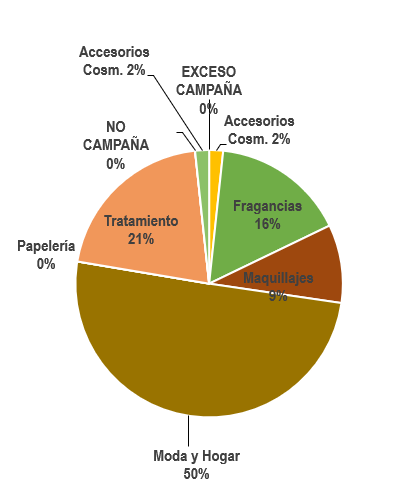 Accesorios
Cosm. 2%
EXCESO
CAMPAÑA
0%
Accesorios
Cosm. 2%
NO
CAMPAÑA
0%
Fragancias
16%
Tratamiento
21%
Papelería
0%
Maquillajes
9%
Moda y Hogar
50%